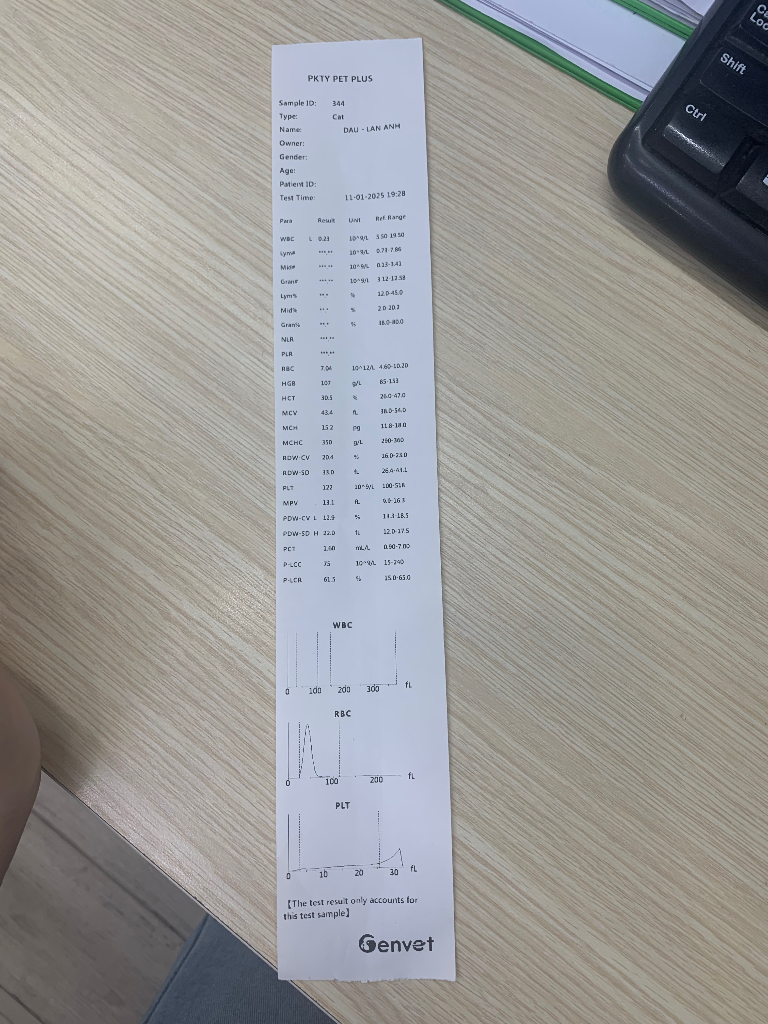 Ctrl
Shift
PKTY PET PLUS
Sample ID: 344
Type: Cat
Name: DAU - LAN ANH
Owner:
Gender:
Age:
Patient ID:
Test Time: 11-01-2025 19:28
Para Result Unit Ref. Range
WBC L 0.23 10^9/L 5.50-19.50
Lym# ***.** 10^9/L 0.73-7.86
Mid# ***.** 10^9/L 0.13-1.41
Gran# ***.** 10^9/L 3.12-12.58
Lym% **.* % 12.0-45.0
Mid% **.* % 2.0-20.2
Gran% **.* % 38.0-80.0
NLR ***.**
PLR ***.**
RBC 7.04 10^12/L 4.60-10.20
HGB 107 g/L 85-153
HCT 30.5 % 26.0-47.0
MCV 43.4 fL 38.0-54.0
MCH 15.2 pg 11.8-18.0
MCHC 350 g/L 290-360
RDW-CV 20.4 % 16.0-23.0
RDW-SD 33.0 fL 26.4-43.1
PLT 122 10^9/L 100-518
MPV 13.1 fL 9.9-16.3
PDW-CV L 12.9 % 13.3-18.5
PDW-SD H 22.0 fL 12.0-17.5
PCT 1.60 mL/L 0.90-7.00
P-LCC 75 10^9/L 15-240
P-LCR 61.5 % 15.0-65.0
WBC
0 100 200 300 fL
RBC
0 100 200 fL
PLT
0 10 20 30 fL
【The test result only accounts for
this test sample】
Genvet